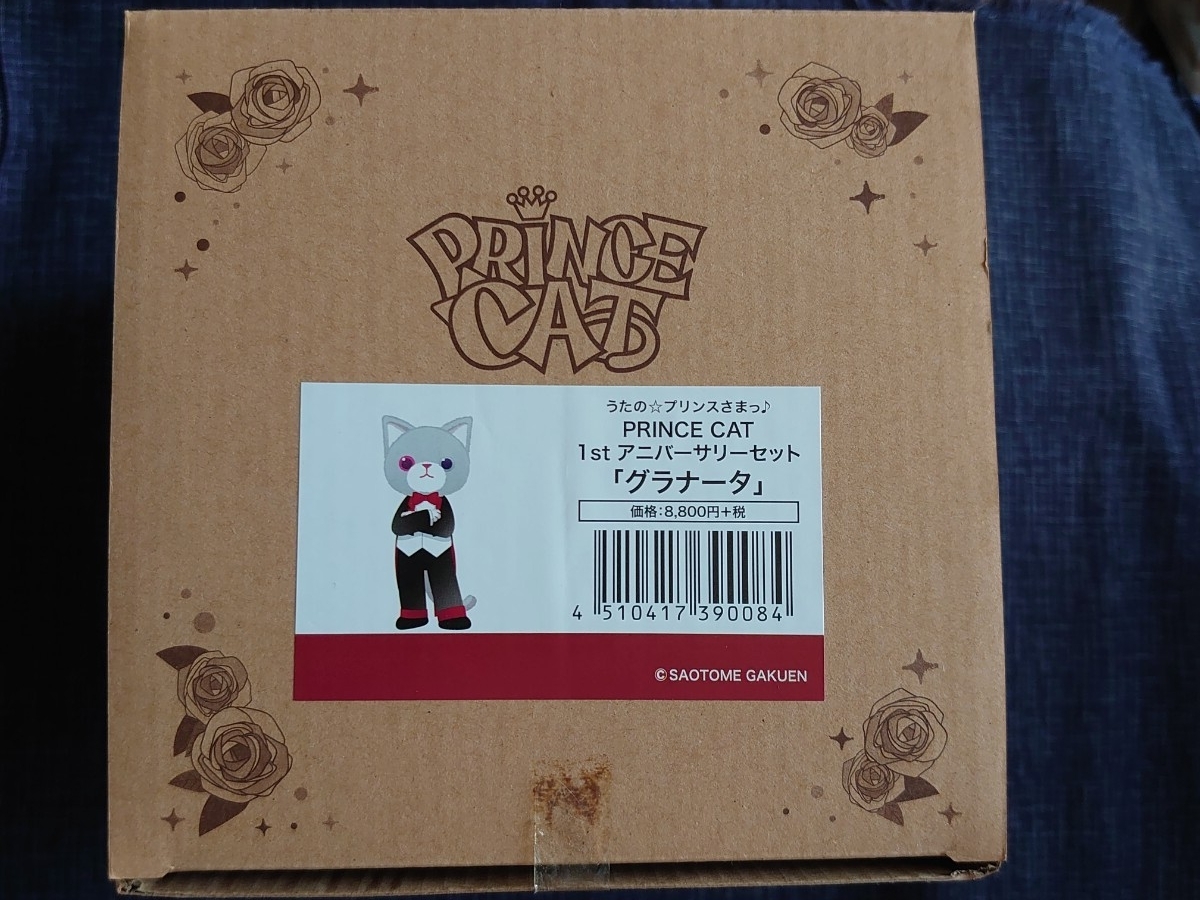 PRINCE
CAT
うたの☆プリンスさまっ♪
PRINCE CAT
1st アニバーサリーセット
「グラナータ」
価格：8,800円+税
4 510417 390084
©SAOTOME GAKUEN